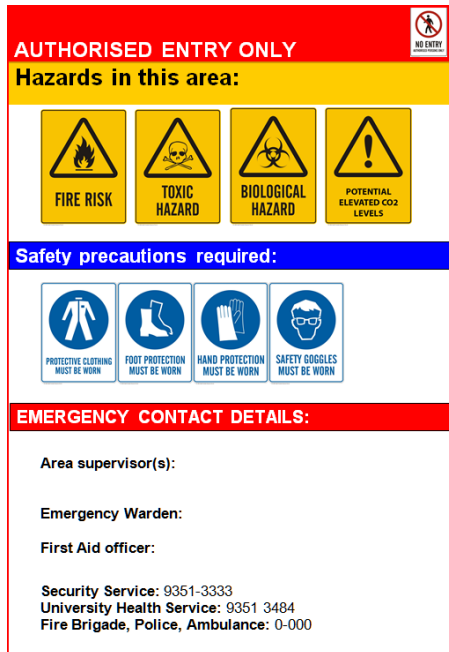 NO ENTRY
AUTHORISED PERSONS ONLY
AUTHORISED ENTRY ONLY
Hazards in this area:
FIRE RISK
TOXIC
HAZARD
BIOLOGICAL
HAZARD
POTENTIAL
ELEVATED CO2
LEVELS
Safety precautions required:
PROTECTIVE CLOTHING
MUST BE WORN
FOOT PROTECTION
MUST BE WORN
HAND PROTECTION
MUST BE WORN
SAFETY GOGGLES
MUST BE WORN
EMERGENCY CONTACT DETAILS:
Area supervisor(s):
Emergency Warden:
First Aid officer:
Security Service: 9351-3333
University Health Service: 9351 3484
Fire Brigade, Police, Ambulance: 0-000